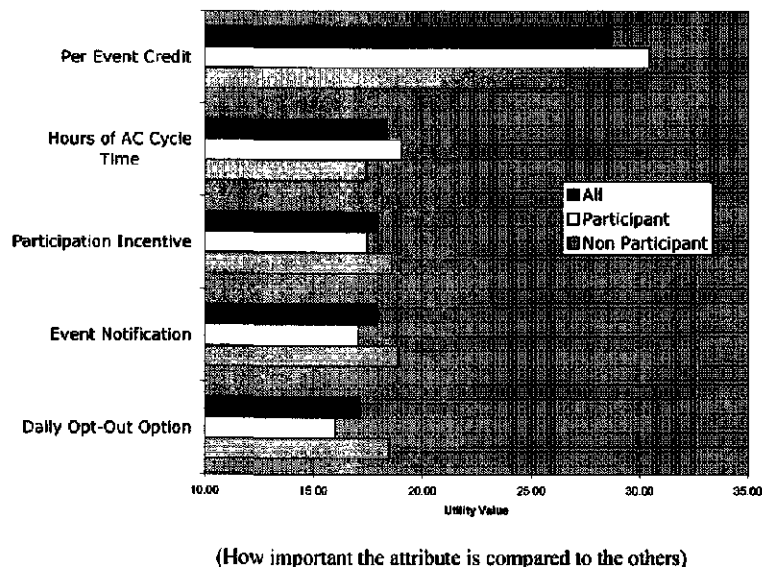 Per Event Credit
Hours of AC Cycle
Time
Participation Incentive
Event Notification
Daily Opt-Out Option
All
Participant
Non Participant
10.00 15.00 20.00 25.00 30.00 35.00
Utility Value
(How important the attribute is compared to the others)